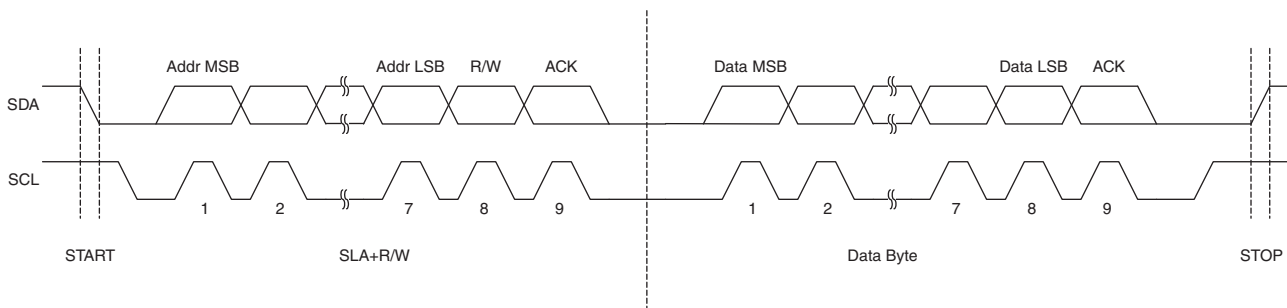 Addr MSB Addr LSB R/W ACK Data MSB Data LSB ACK
SDA
SCL
1 2 7 8 9 1 2 7 8 9
START SLA+R/W Data Byte STOP